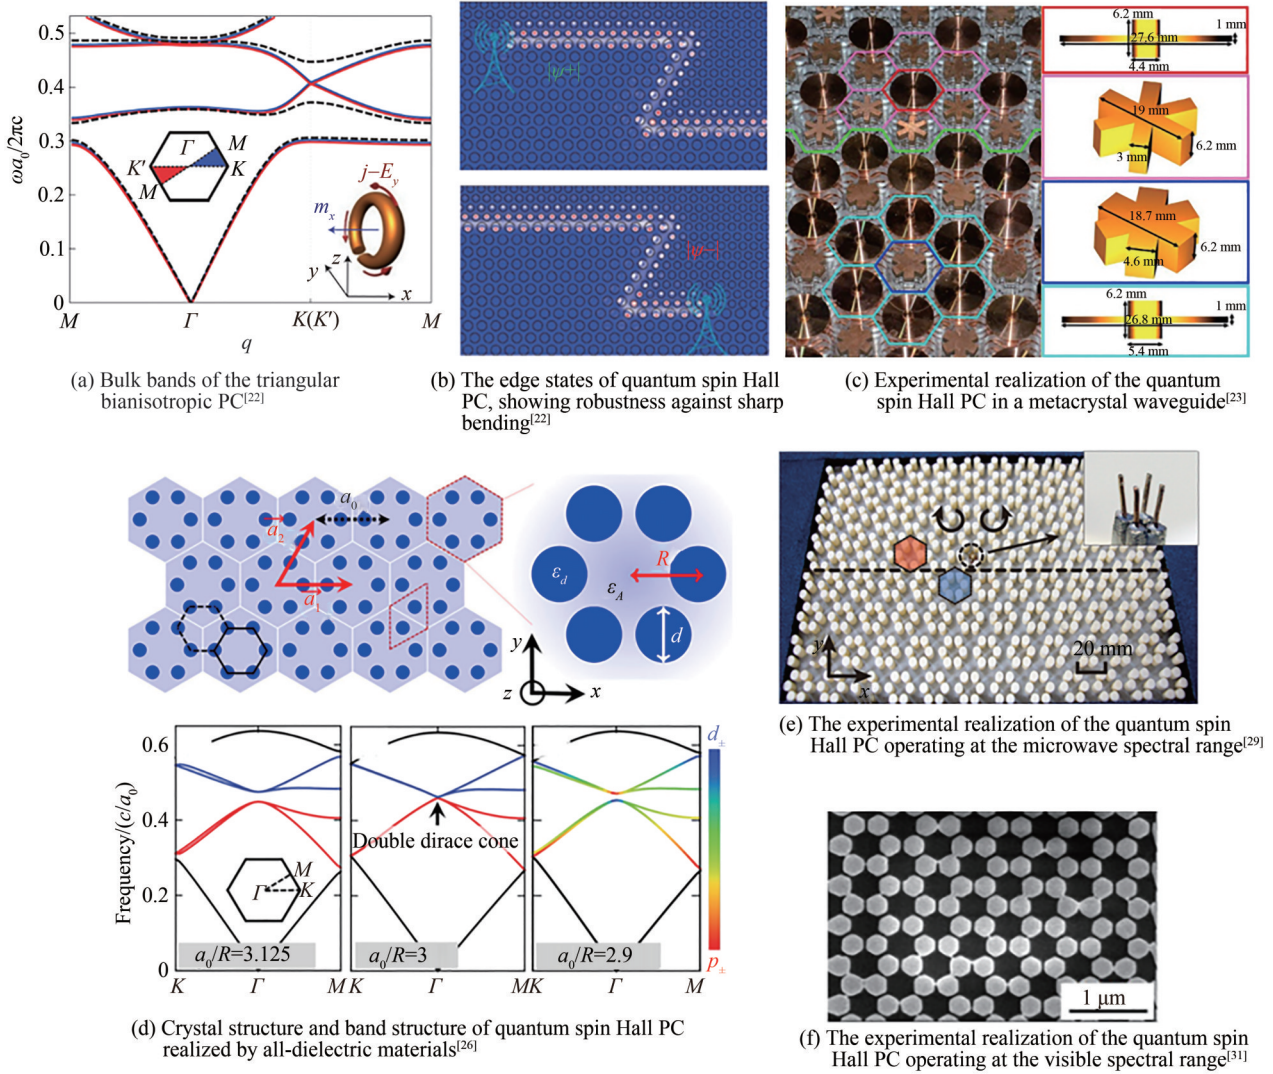 0.5
0.4
0.3
0.2
0.1
0
ωa₀/2πc
Γ
M
K
K′
M
j−E_y
m_x
z
y
x
M
Γ
K(K′)
M
q
(a) Bulk bands of the triangular
bianisotropic PC[22]
|ψ+|
|ψ−|
(b) The edge states of quantum spin Hall
PC, showing robustness against sharp
bending[22]
6.2 mm
1 mm
27.6 mm
4.4 mm
19 mm
3 mm
6.2 mm
18.7 mm
4.6 mm
6.2 mm
6.2 mm
1 mm
26.8 mm
5.4 mm
(c) Experimental realization of the quantum
spin Hall PC in a metacrystal waveguide[23]
a₀
a₂
a₁
ε_d
ε_A
R
d
y
z
x
Frequency/(c/a₀)
0.6
0.4
0.2
0
Γ
M
K
a₀/R=3.125
Double dirace cone
a₀/R=3
a₀/R=2.9
d±
p±
K
Γ
M
K
Γ
M
K
Γ
M
(d) Crystal structure and band structure of quantum spin Hall PC
realized by all-dielectric materials[26]
20 mm
y
x
(e) The experimental realization of the quantum spin
Hall PC operating at the microwave spectral range[29]
1 μm
(f) The experimental realization of the quantum spin
Hall PC operating at the visible spectral range[31]